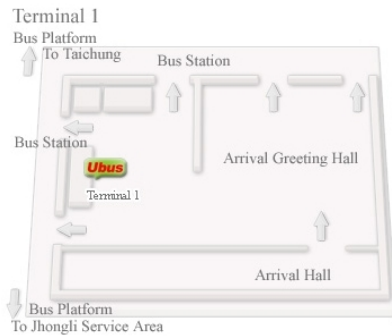 Terminal 1
Bus Platform
To Taichung
Bus Station
Bus Station
Arrival Greeting Hall
Ubus
Terminal 1
Arrival Hall
Bus Platform
To Jhongli Service Area